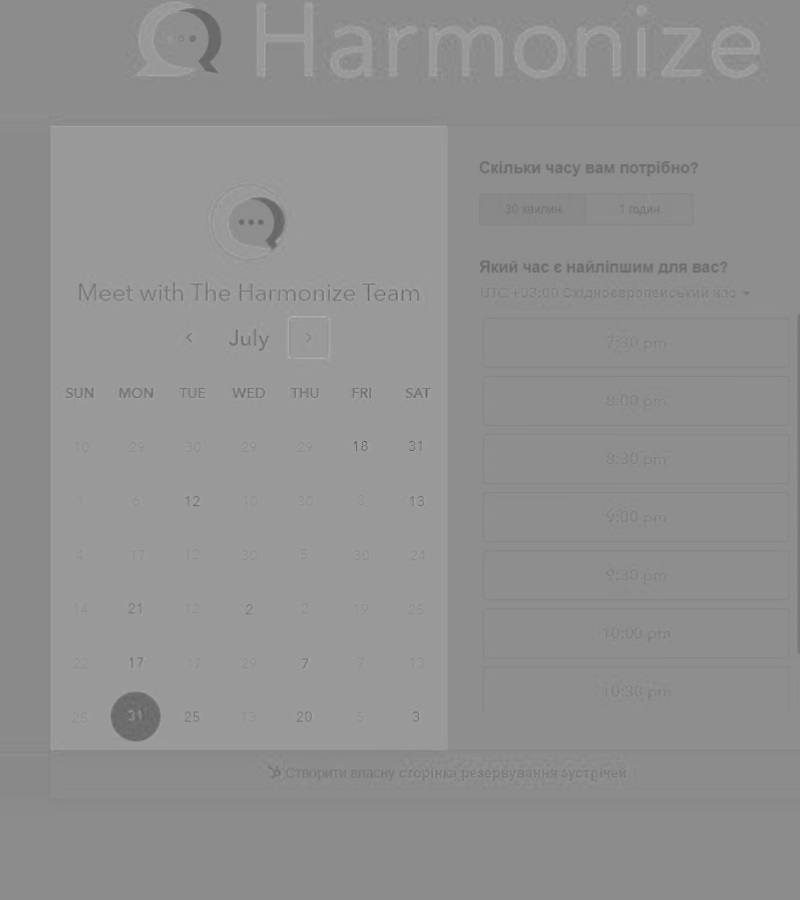 Harmonize
Meet with The Harmonize Team
July
SUN MON TUE WED THU FRI SAT
10 29 30 29 29 18 31
1 6 12 10 30 8 13
4 17 12 30 5 30 24
14 21 12 2 2 19 25
22 17 17 29 7 7 13
28 31 25 13 20 5 3
Скільки часу вам потрібно?
30 хвилин 1 годин
Який час є найліпшим для вас?
UTC +03:00 Східноєвропейський час
7:30 pm
8:00 pm
8:30 pm
9:00 pm
9:30 pm
10:00 pm
10:30 pm
Створити власну сторінка резервування зустрічей